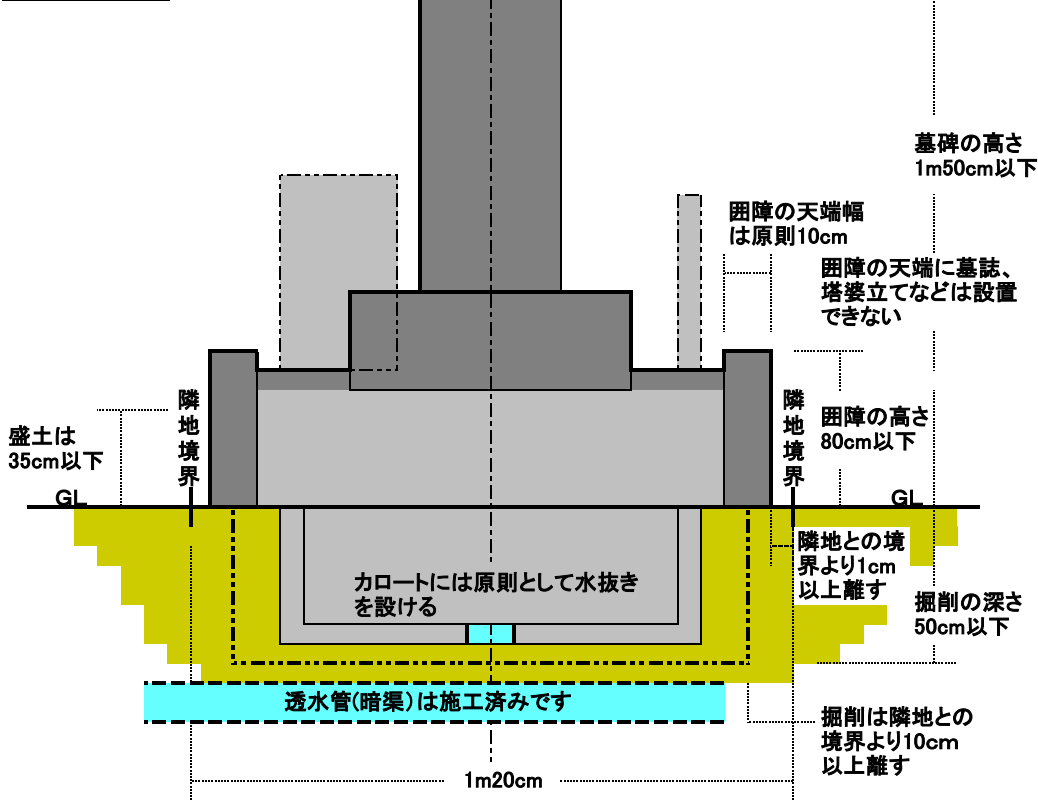 墓碑の高さ
1m50cm以下
囲障の天端幅
は原則10cm
囲障の天端に墓誌、
塔婆立てなどは設置
できない
隣地境界
隣地境界
囲障の高さ
80cm以下
盛土は
35cm以下
GL
GL
隣地との境
界より1cm
以上離す
カロートには原則として水抜き
を設ける
掘削の深さ
50cm以下
透水管(暗渠)は施工済みです
掘削は隣地との
境界より10cm
以上離す
1m20cm